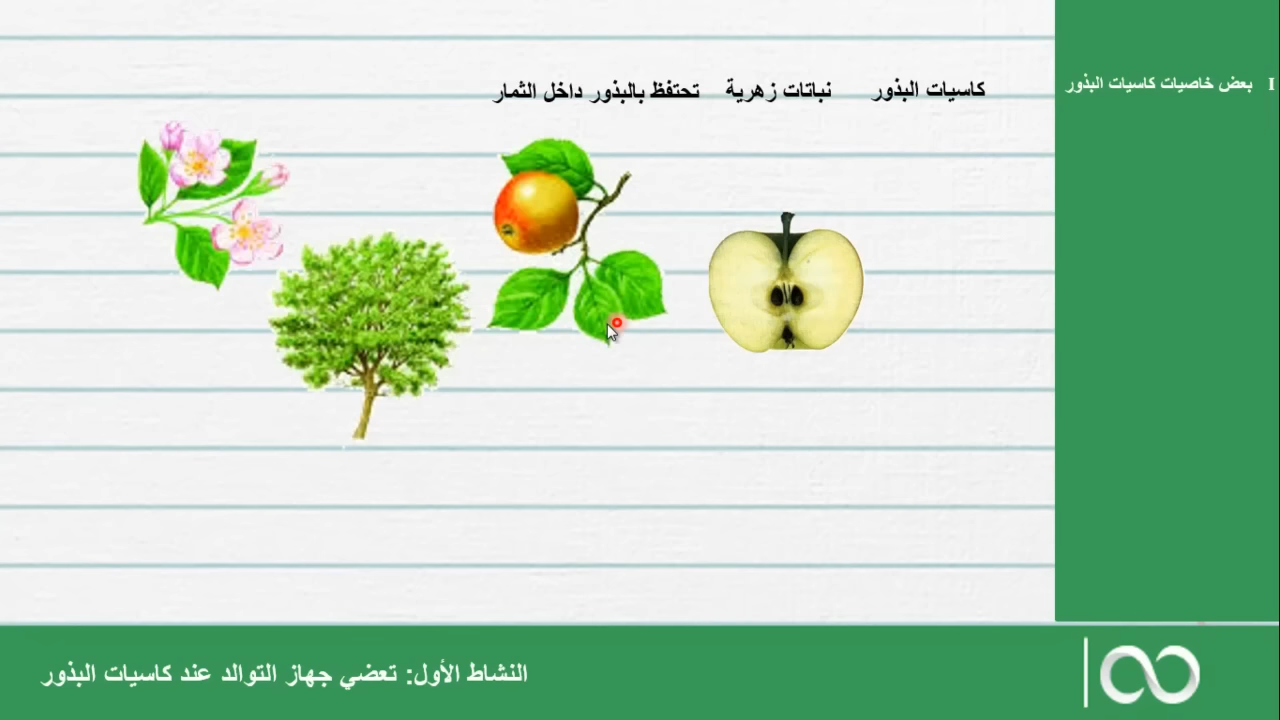 I بعض خاصيات كاسيات البذور
كاسيات البذور نباتات زهرية تحتفظ بالبذور داخل الثمار
النشاط الأول: تعضي جهاز التوالد عند كاسيات البذور